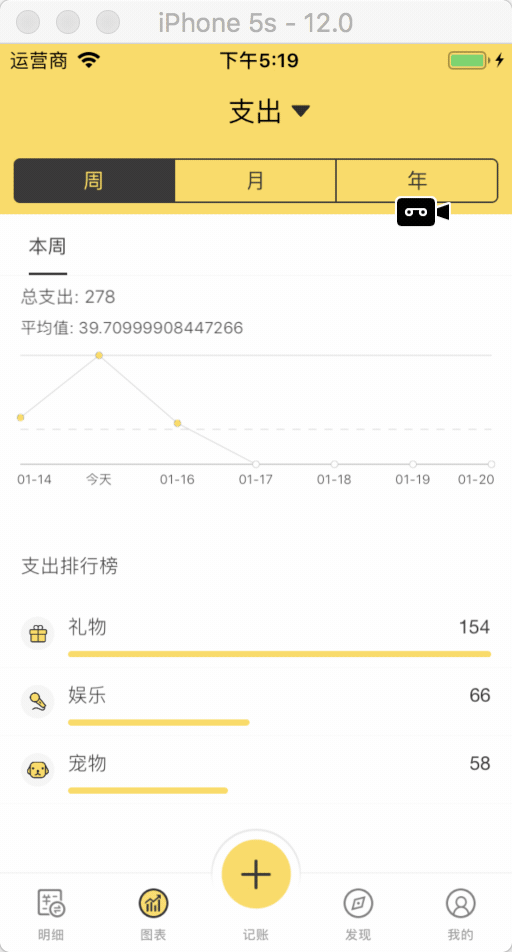 iPhone 5s - 12.0
运营商 下午5:19
支出
周 月 年
本周
总支出: 278
平均值: 39.70999908447266
01-14 今天 01-16 01-17 01-18 01-19 01-20
支出排行榜
礼物 154
娱乐 66
宠物 58
明细 图表 记账 发现 我的